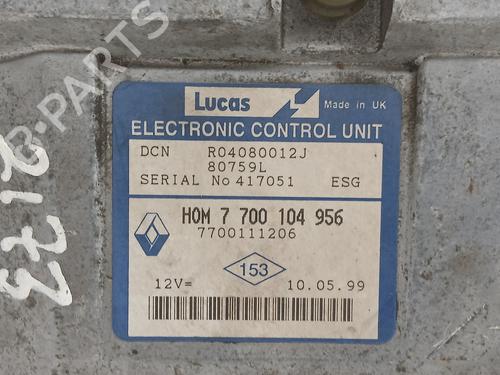 B-PARTS
Lucas
Made in UK
ELECTRONIC CONTROL UNIT
DCN R04080012J
80759L
SERIAL No 417051 ESG
HOM 7 700 104 956
7700111206
153
12V= 10.05.99